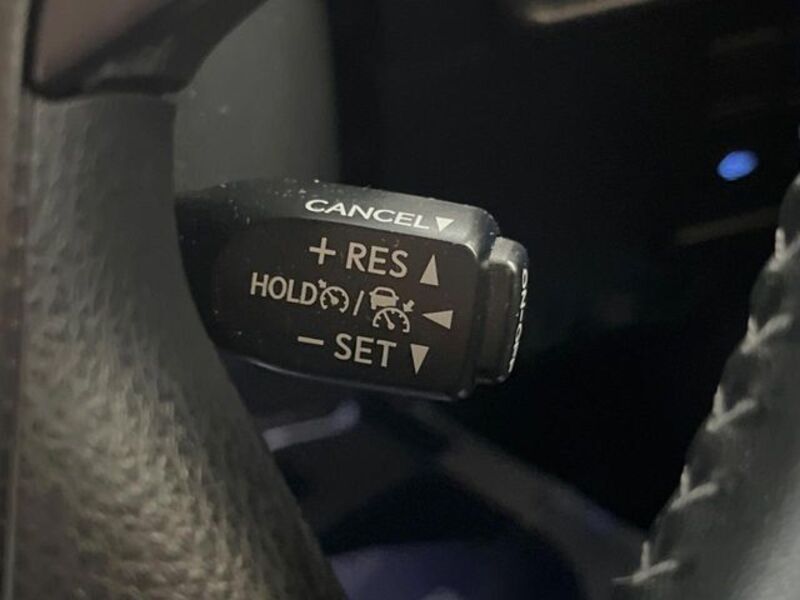 CANCEL▼
+ RES ▲
HOLD / ◀
− SET ▼